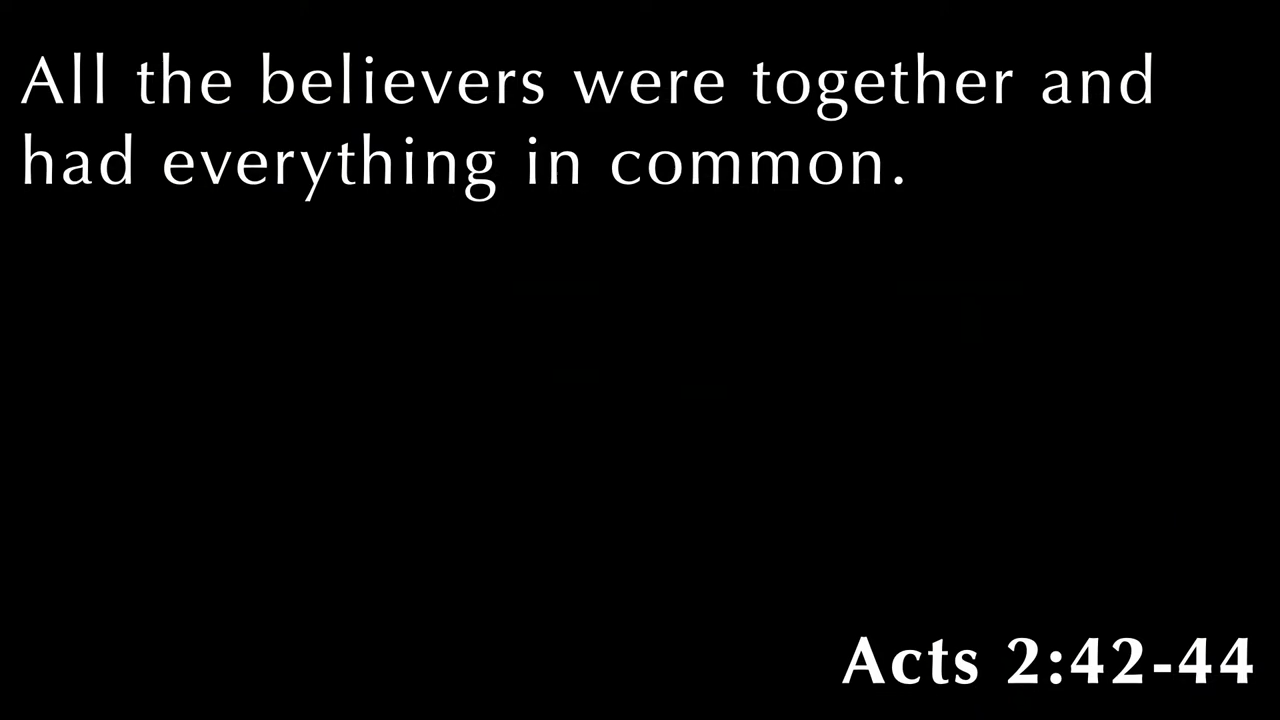 All the believers were together and
had everything in common.
Acts 2:42-44